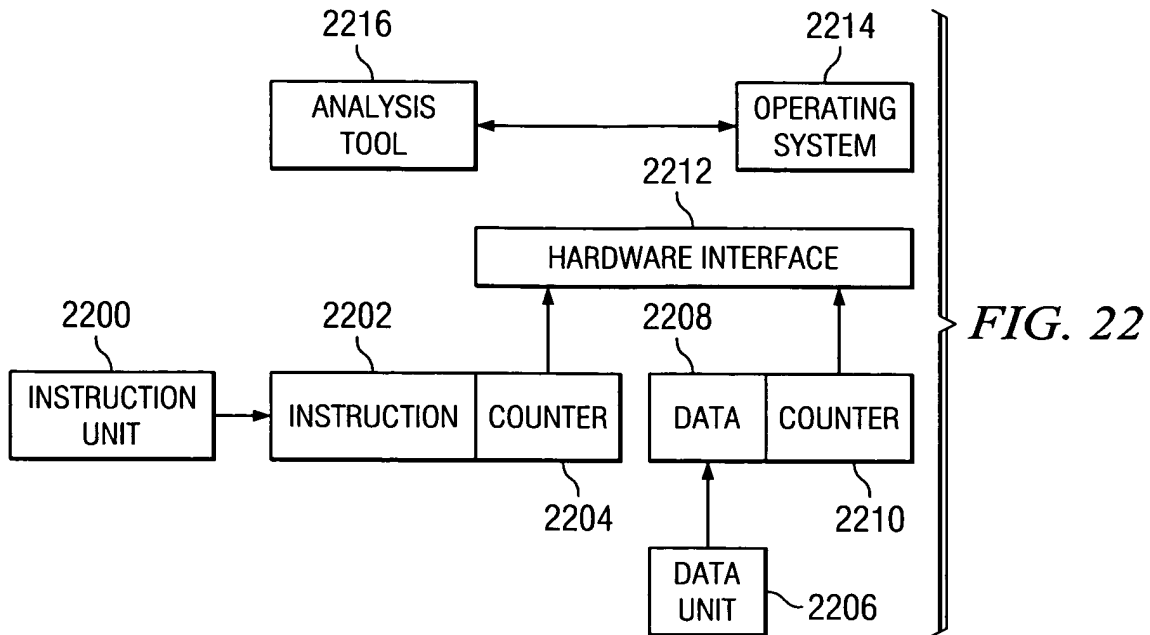 2216
2214
ANALYSIS
TOOL
OPERATING
SYSTEM
2212
HARDWARE INTERFACE
2200
2202
2208
INSTRUCTION
UNIT
INSTRUCTION
COUNTER
DATA
COUNTER
2204
2210
DATA
UNIT
2206
FIG. 22